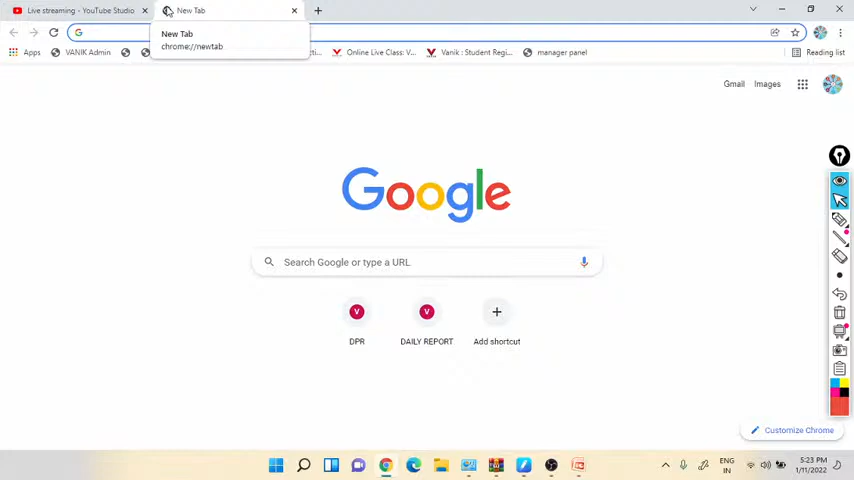 Live streaming - YouTube Studio
New Tab
New Tab
chrome://newtab
Apps
VANIK Admin
Online Live Class: V...
Vanik : Student Regi...
manager panel
Reading list
Gmail
Images
Google
Search Google or type a URL
V
V
DPR
DAILY REPORT
Add shortcut
Customize Chrome
ENG
IN
5:23 PM
1/11/2022